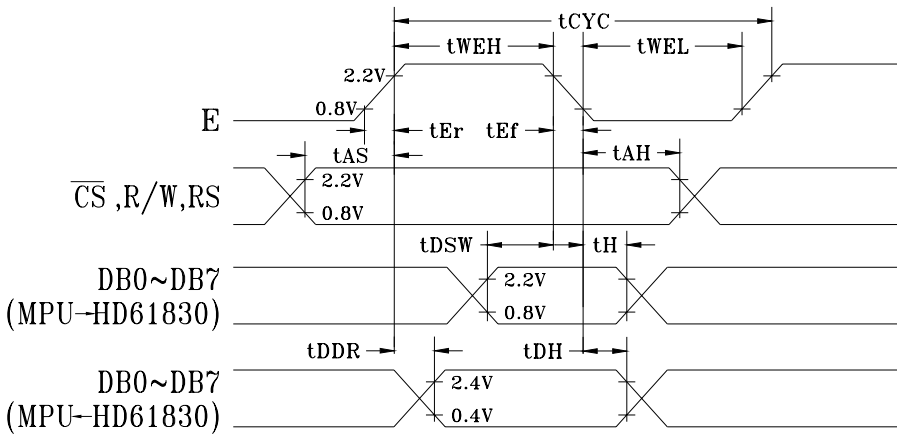 tCYC
tWEH
tWEL
2.2V
0.8V
E
tEr
tEf
tAS
tAH
2.2V
C̅S̅ ,R/W,RS
0.8V
tDSW
tH
DB0~DB7
2.2V
(MPU→HD61830)
0.8V
tDDR
tDH
DB0~DB7
2.4V
(MPU←HD61830)
0.4V